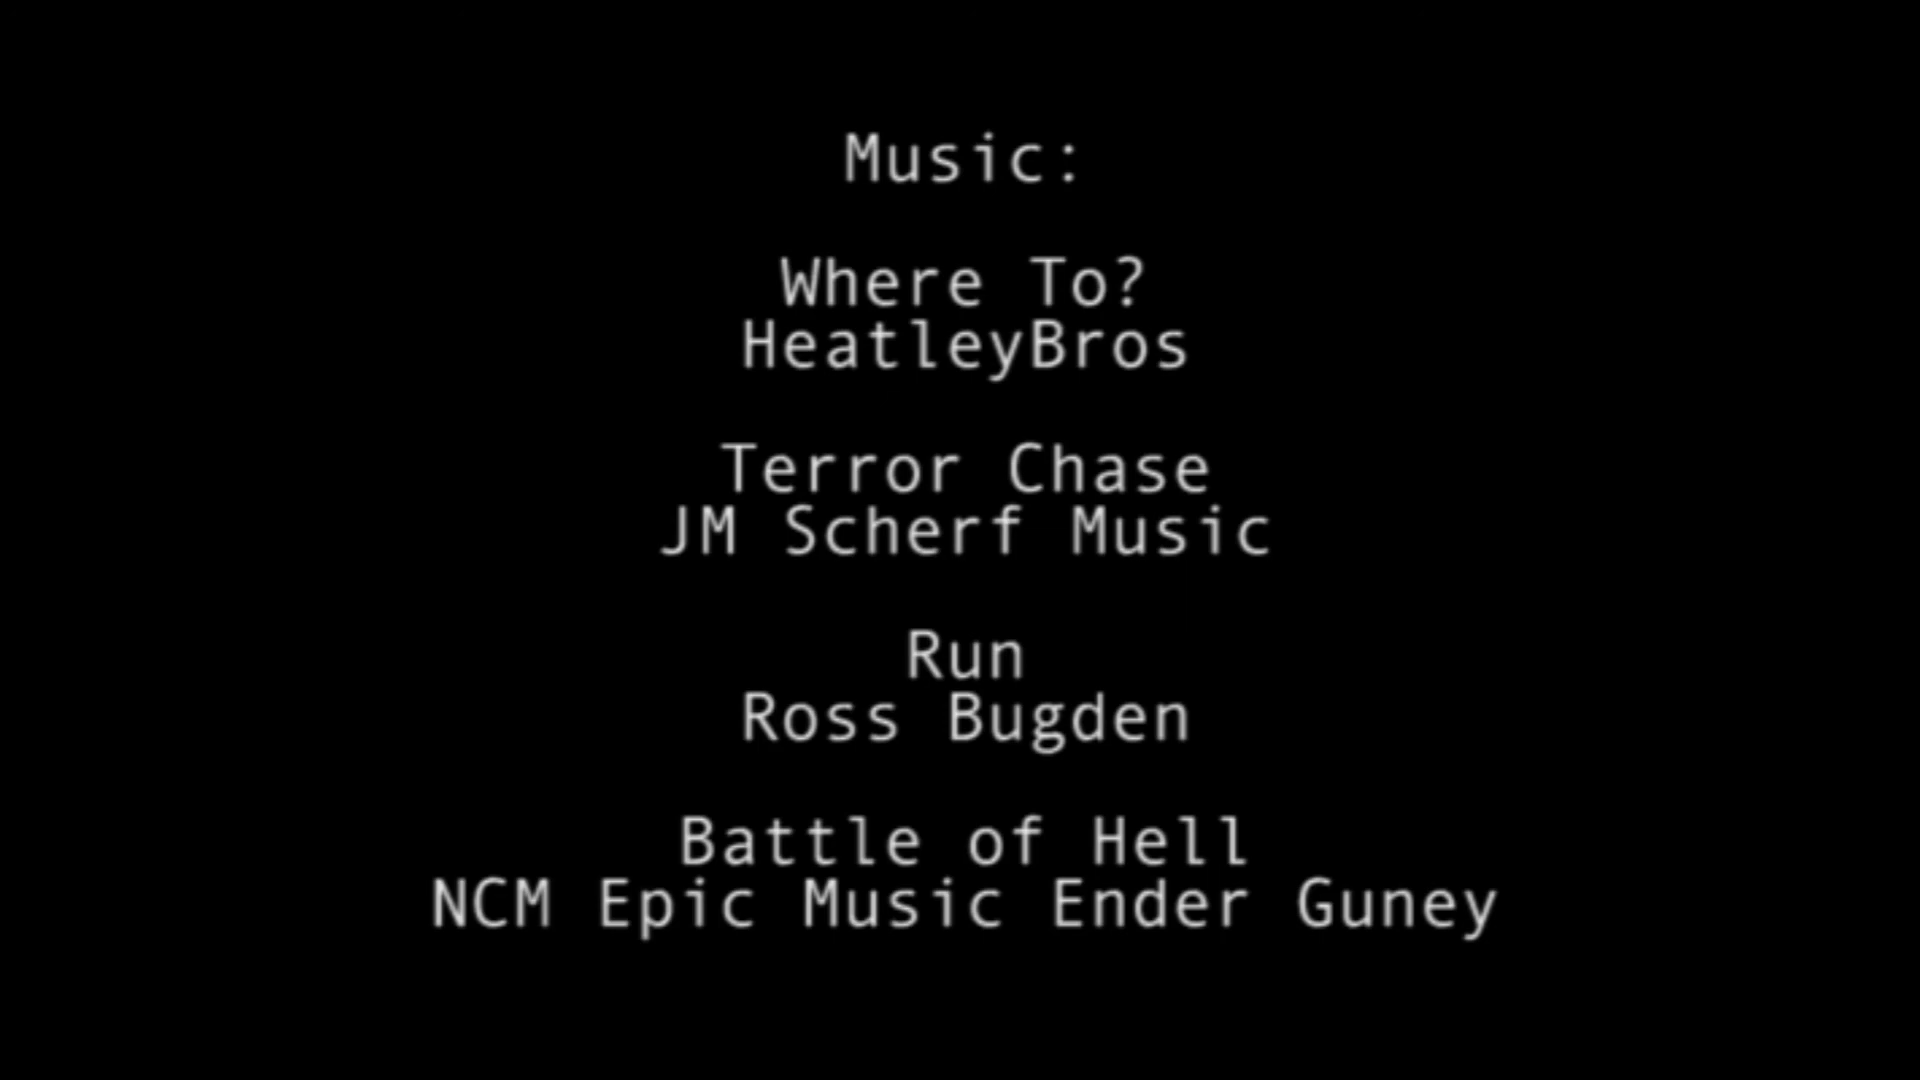 Music:
Where To?
HeatleyBros
Terror Chase
JM Scherf Music
Run
Ross Bugden
Battle of Hell
NCM Epic Music Ender Guney